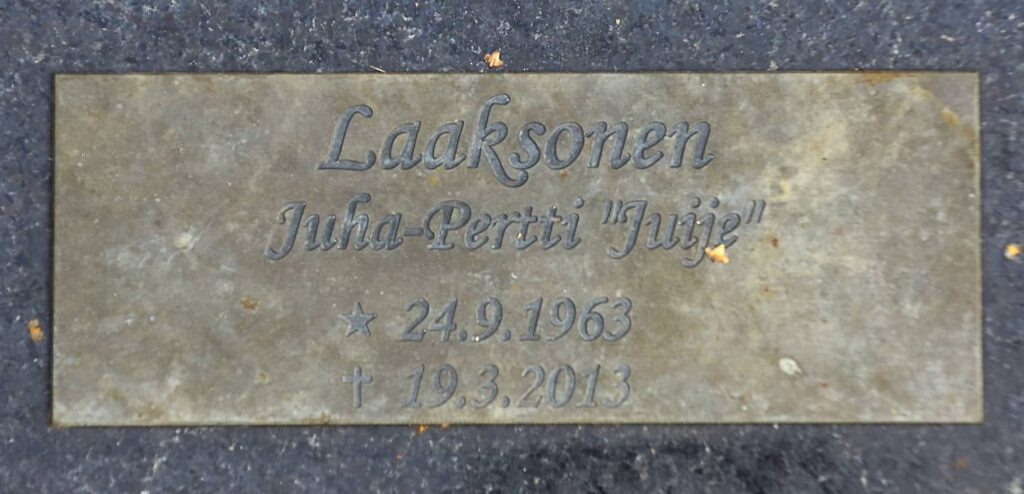 Laaksonen
Juha-Pertti "Juije"
★ 24.9.1963
✝ 19.3.2013